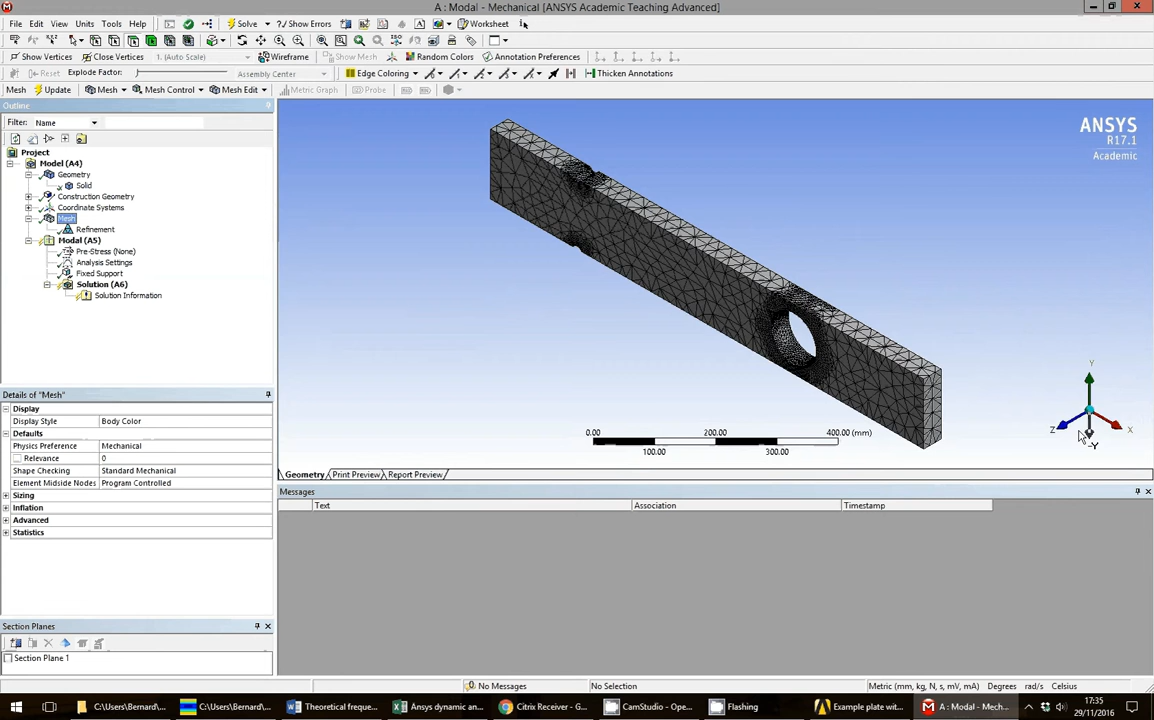 A : Modal - Mechanical [ANSYS Academic Teaching Advanced]
File Edit View Units Tools Help Solve ?/ Show Errors Worksheet
Show Vertices Close Vertices 1.(Auto Scale) Wireframe Show Mesh Random Colors Annotation Preferences
Reset Explode Factor: Assembly Center Edge Coloring Thicken Annotations
Mesh Update Mesh Mesh Control Mesh Edit Metric Graph Probe
Outline
Filter: Name
Project
Model (A4)
Geometry
Solid
Construction Geometry
Coordinate Systems
Mesh
Refinement
Modal (A5)
Pre-Stress (None)
Analysis Settings
Fixed Support
Solution (A6)
Solution Information
ANSYS
R17.1
Academic
Details of "Mesh"
Display
Display Style Body Color
Defaults
Physics Preference Mechanical
Relevance 0
Shape Checking Standard Mechanical
Element Midside Nodes Program Controlled
Sizing
Inflation
Advanced
Statistics
Y
Z X
-Y
0.00 200.00 400.00 (mm)
100.00 300.00
Geometry Print Preview Report Preview
Messages
Text Association Timestamp
Section Planes
Section Plane 1
No Messages No Selection Metric (mm, kg, N, s, mV, mA) Degrees rad/s Celsius
C:\Users\Bernard\... C:\Users\Bernard\... Theoretical freque... Ansys dynamic an... Citrix Receiver - G... CamStudio - Ope... Flashing Example plate wit... A : Modal - Mech... 17:35
29/11/2016